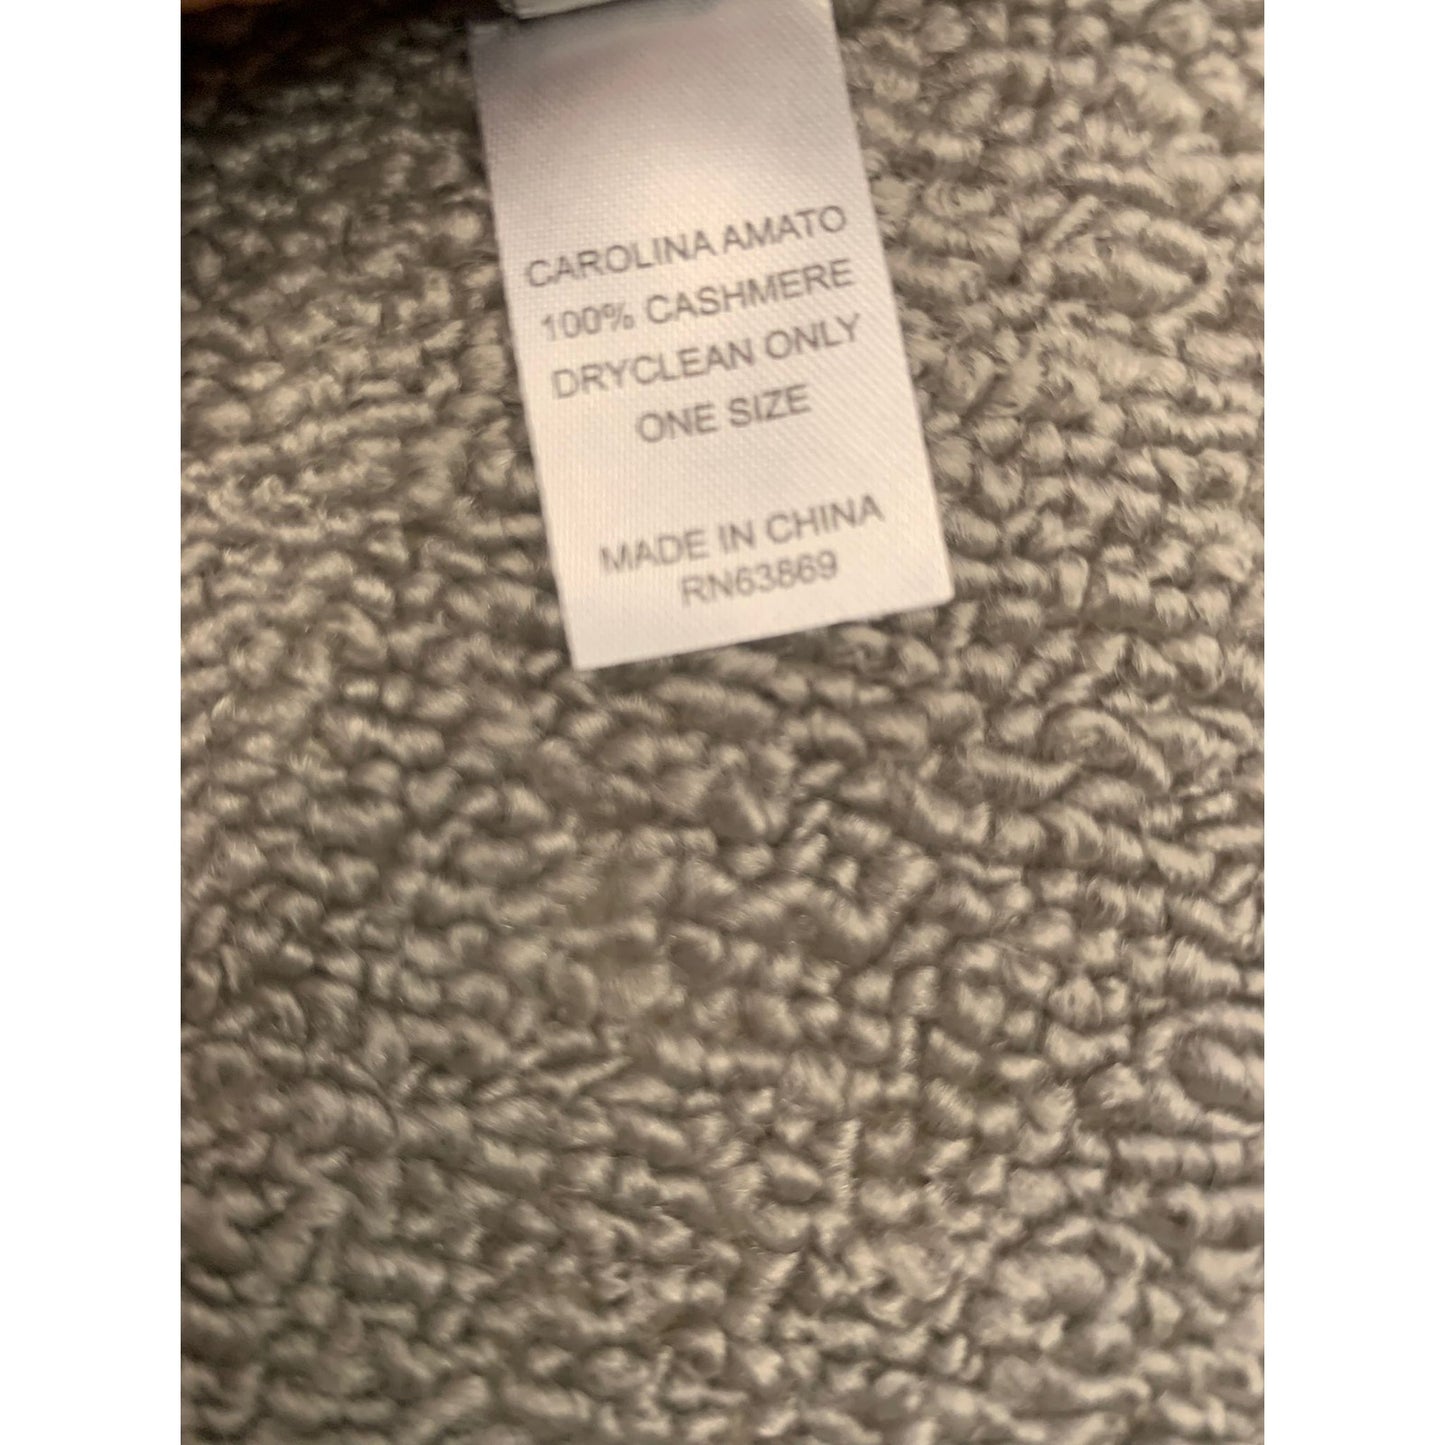 CAROLINA AMATO
100% CASHMERE
DRYCLEAN ONLY
ONE SIZE
MADE IN CHINA
RN63869